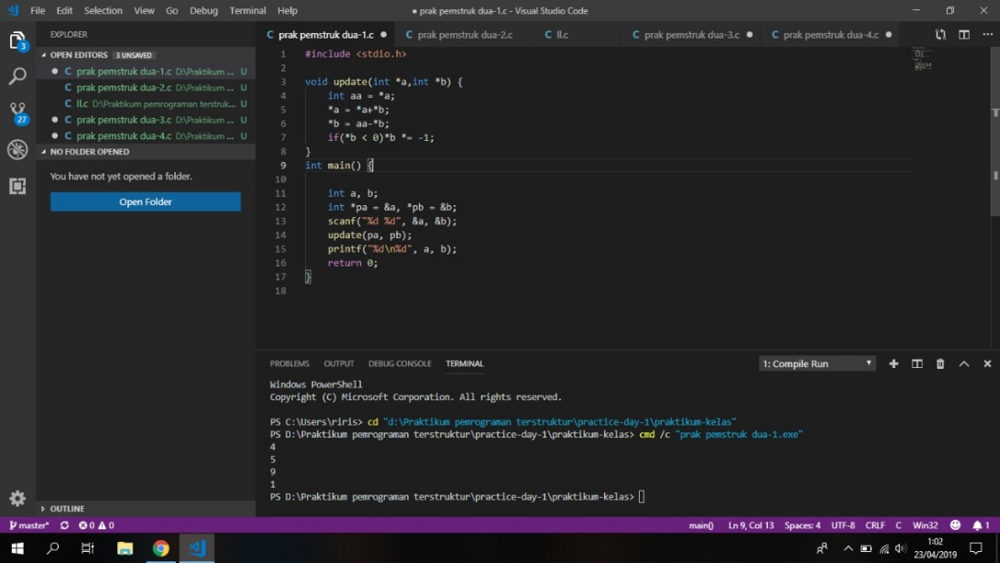 File Edit Selection View Go Debug Terminal Help
● prak pemstruk dua-1.c - Visual Studio Code
EXPLORER
OPEN EDITORS 3 UNSAVED
● C prak pemstruk dua-1.c D:\Praktikum ... U
C prak pemstruk dua-2.c D:\Praktikum ... U
C ll.c D:\Praktikum pemrograman terstruk... U
● C prak pemstruk dua-3.c D:\Praktikum ... U
● C prak pemstruk dua-4.c D:\Praktikum ... U
NO FOLDER OPENED
You have not yet opened a folder.
Open Folder
OUTLINE
3
27
C prak pemstruk dua-1.c ● C prak pemstruk dua-2.c C ll.c C prak pemstruk dua-3.c ● C prak pemstruk dua-4.c ●
1 #include <stdio.h>
2
3 void update(int *a,int *b) {
4 int aa = *a;
5 *a = *a+*b;
6 *b = aa-*b;
7 if(*b < 0)*b *= -1;
8 }
9 int main() {
10
11 int a, b;
12 int *pa = &a, *pb = &b;
13 scanf("%d %d", &a, &b);
14 update(pa, pb);
15 printf("%d\n%d", a, b);
16 return 0;
17 }
18
PROBLEMS OUTPUT DEBUG CONSOLE TERMINAL 1: Compile Run
Windows PowerShell
Copyright (C) Microsoft Corporation. All rights reserved.
PS C:\Users\riris> cd "d:\Praktikum pemrograman terstruktur\practice-day-1\praktikum-kelas"
PS D:\Praktikum pemrograman terstruktur\practice-day-1\praktikum-kelas> cmd /c "prak pemstruk dua-1.exe"
4
5
9
1
PS D:\Praktikum pemrograman terstruktur\practice-day-1\praktikum-kelas>
master* 0 0 main() Ln 9, Col 13 Spaces: 4 UTF-8 CRLF C Win32 1
1:02
23/04/2019